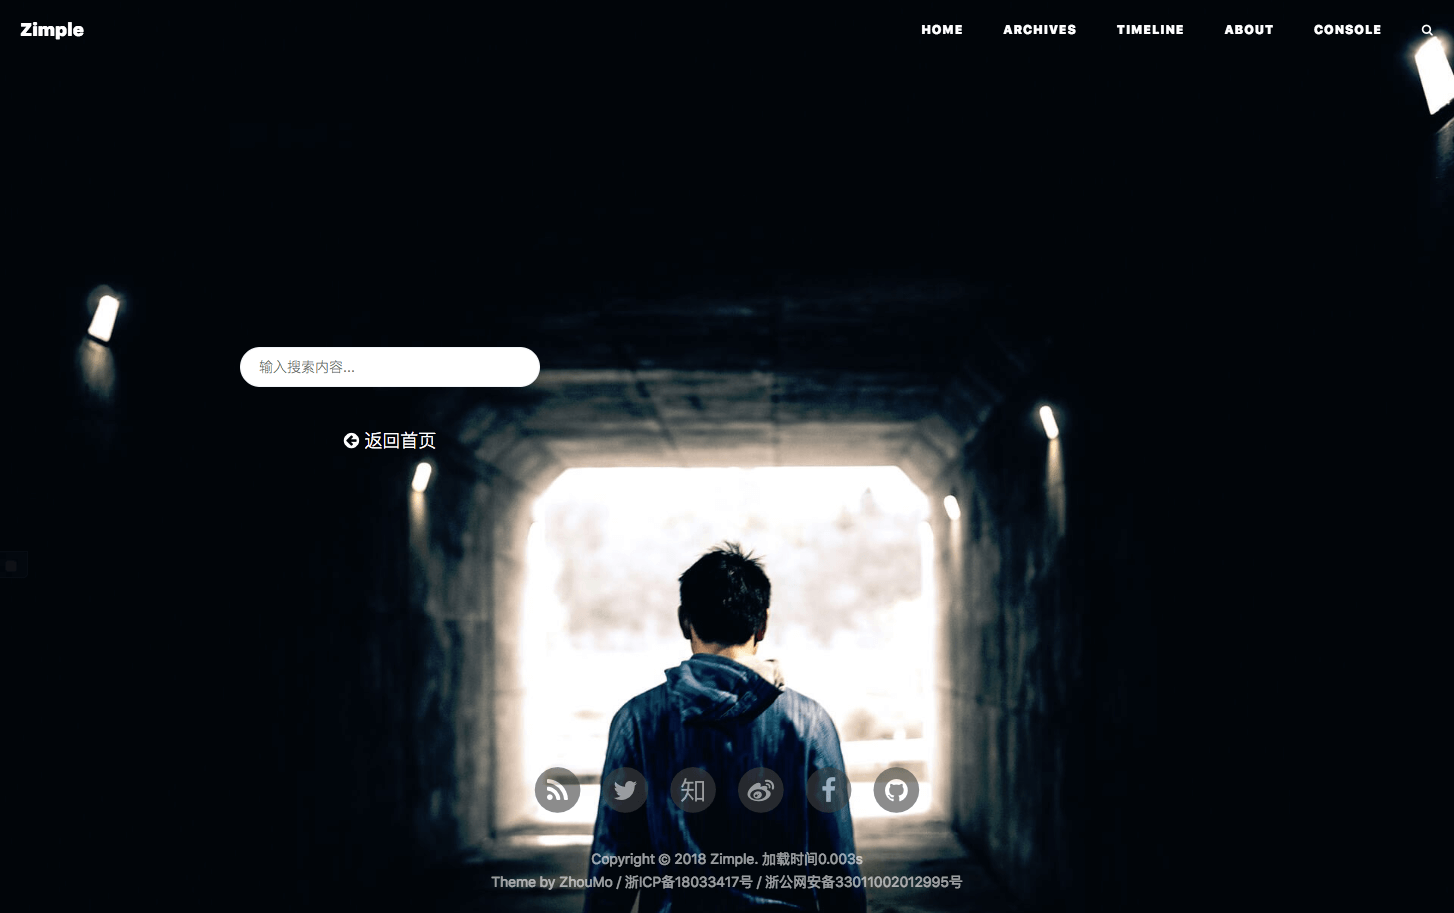 Zimple
HOME ARCHIVES TIMELINE ABOUT CONSOLE
输入搜索内容...
返回首页
知
Copyright © 2018 Zimple. 加载时间0.003s
Theme by ZhouMo / 浙ICP备18033417号 / 浙公网安备33011002012995号